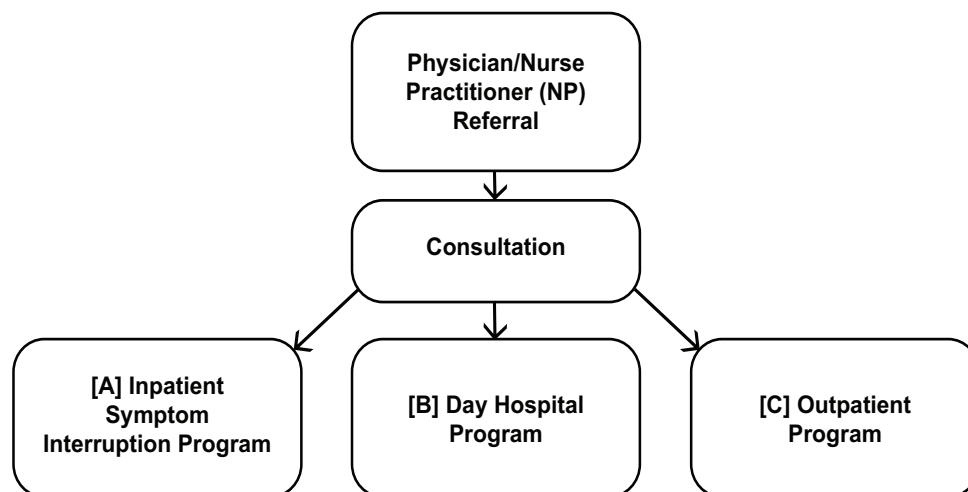 Physician/Nurse
Practitioner (NP)
Referral
Consultation
[A] Inpatient
Symptom
Interruption Program
[B] Day Hospital
Program
[C] Outpatient
Program